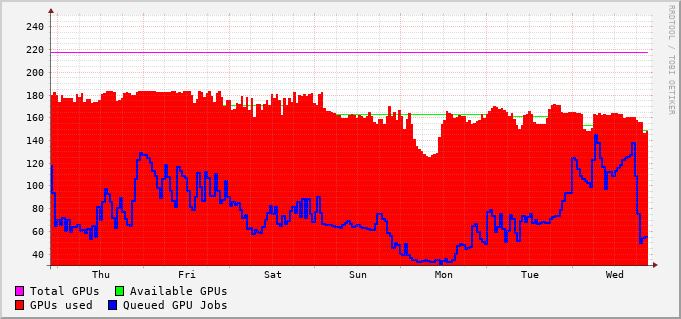 RRDTOOL / TOBI OETIKER
240
220
200
180
160
140
120
100
80
60
40
Thu Fri Sat Sun Mon Tue Wed
Total GPUs Available GPUs
GPUs used Queued GPU Jobs